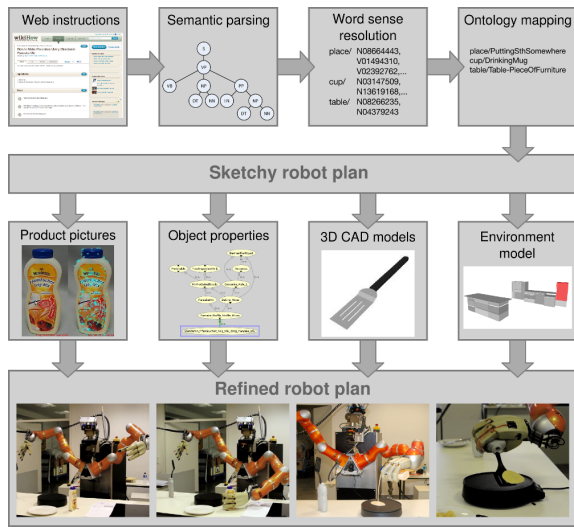 Web instructions
Semantic parsing
Word sense
resolution
Ontology mapping
wikiHow
S
VP
VB
NP
PP
DT
NN
IN
NP
DT
NN
place/ N08664443,
V01494310,
V02392762,...
cup/ N03147509,
N13619168,...
table/ N08266235,
N04379243
place/PuttingSthSomewhere
cup/DrinkingMug
table/Table-PieceOfFurniture
Sketchy robot plan
Product pictures
Object properties
3D CAD models
Environment
model
Refined robot plan